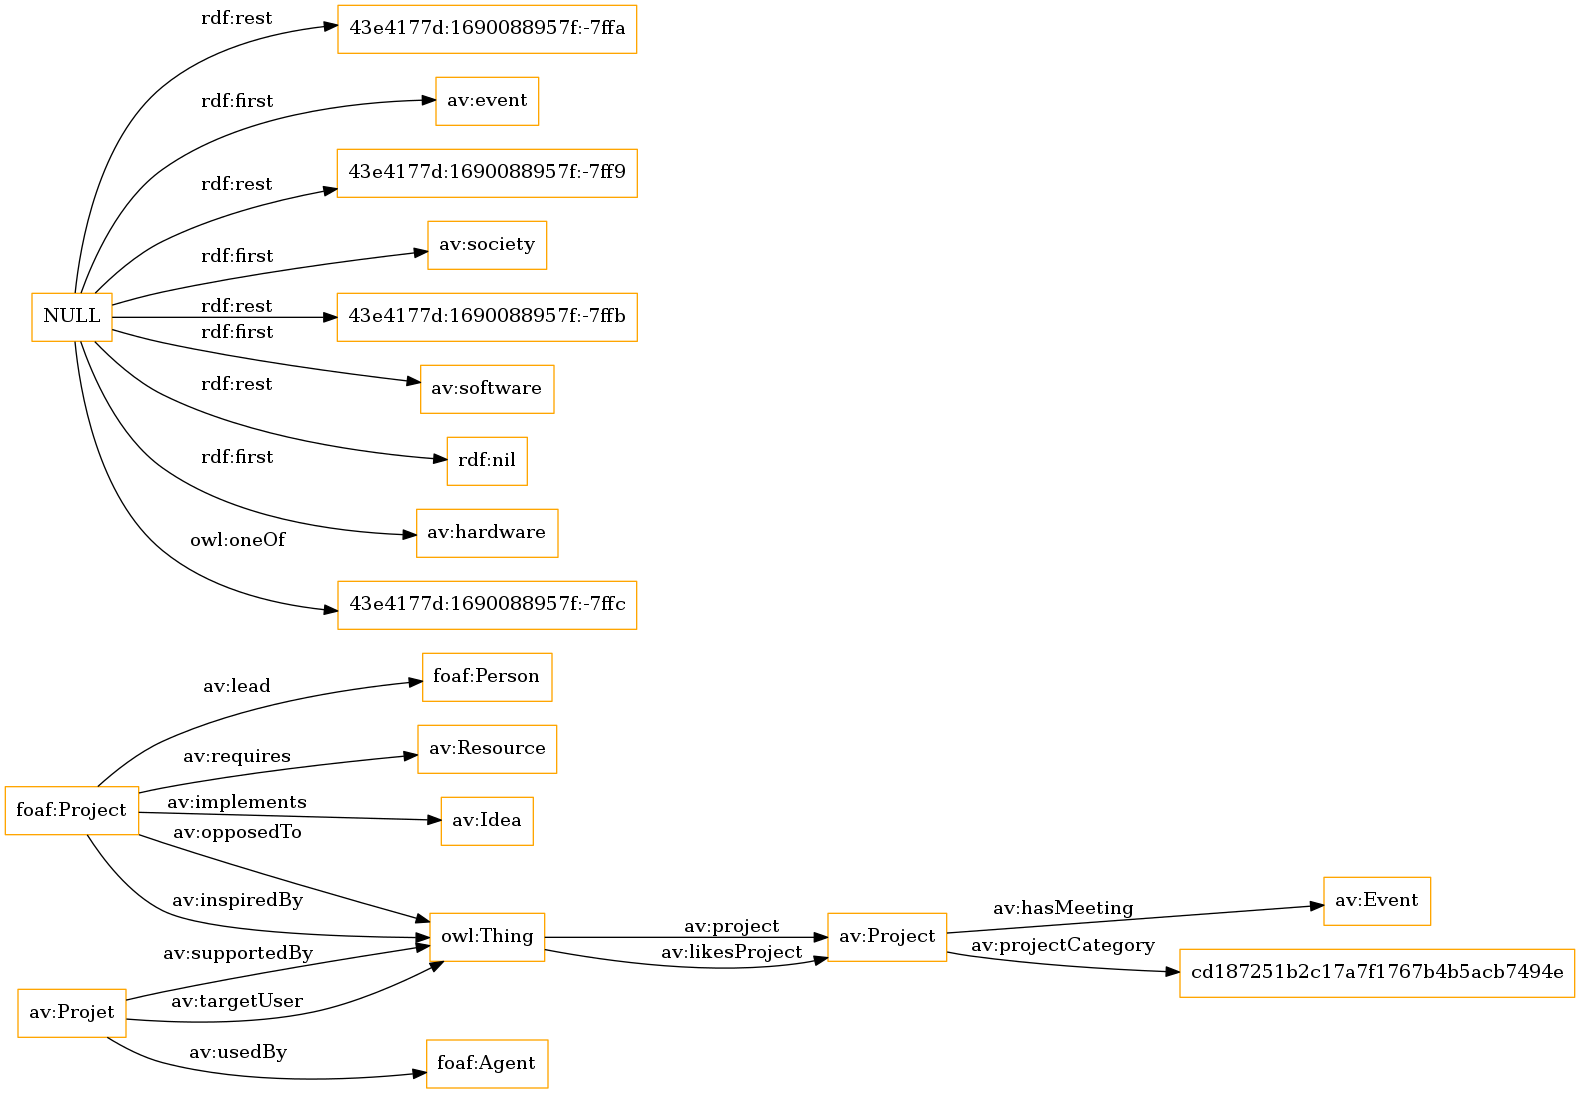 rdf:rest
43e4177d:1690088957f:-7ffa
rdf:first
av:event
rdf:rest
43e4177d:1690088957f:-7ff9
rdf:first
av:society
NULL
rdf:rest
43e4177d:1690088957f:-7ffb
rdf:first
av:software
rdf:rest
rdf:nil
rdf:first
av:hardware
owl:oneOf
43e4177d:1690088957f:-7ffc
av:lead
foaf:Person
av:requires
av:Resource
foaf:Project
av:implements
av:Idea
av:opposedTo
av:inspiredBy
owl:Thing
av:project
av:likesProject
av:Project
av:hasMeeting
av:Event
av:projectCategory
cd187251b2c17a7f1767b4b5acb7494e
av:supportedBy
av:targetUser
av:Projet
av:usedBy
foaf:Agent